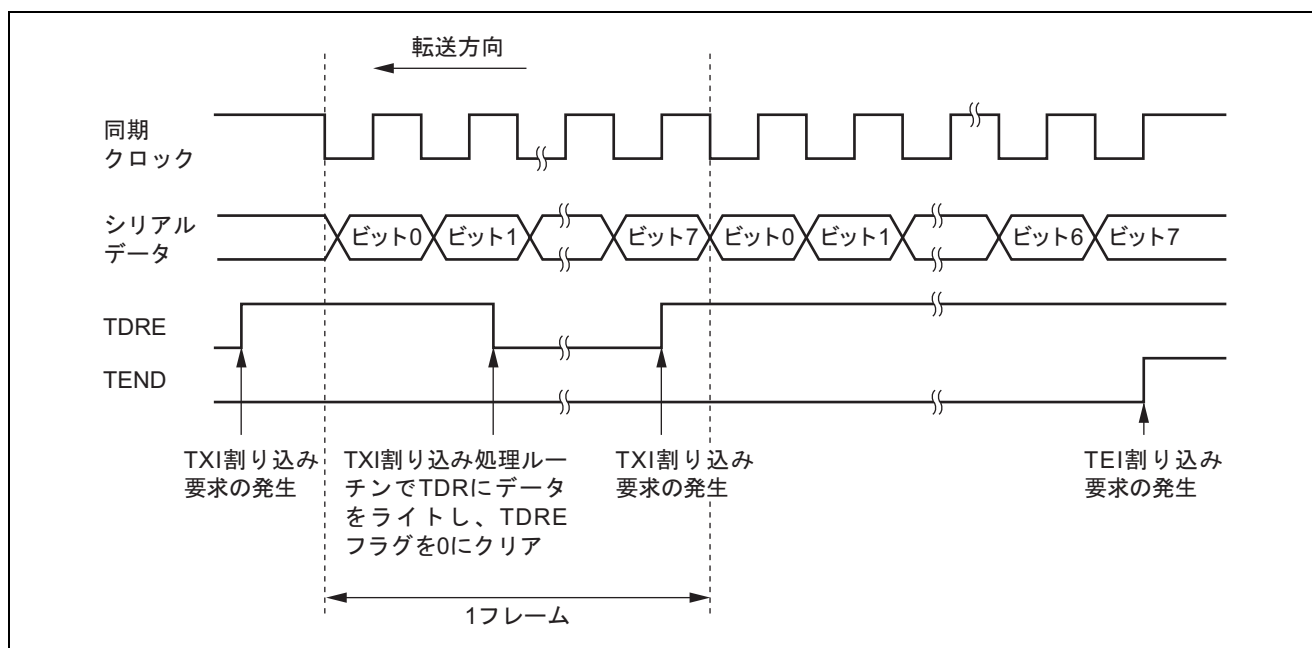 転送方向
同期
クロック
シリアル
データ
ビット0
ビット1
ビット7
ビット0
ビット1
ビット6
ビット7
TDRE
TEND
TXI割り込み
要求の発生
TXI割り込み処理ルー
チンでTDRにデータ
をライトし、TDRE
フラグを0にクリア
TXI割り込み
要求の発生
TEI割り込み
要求の発生
1フレーム